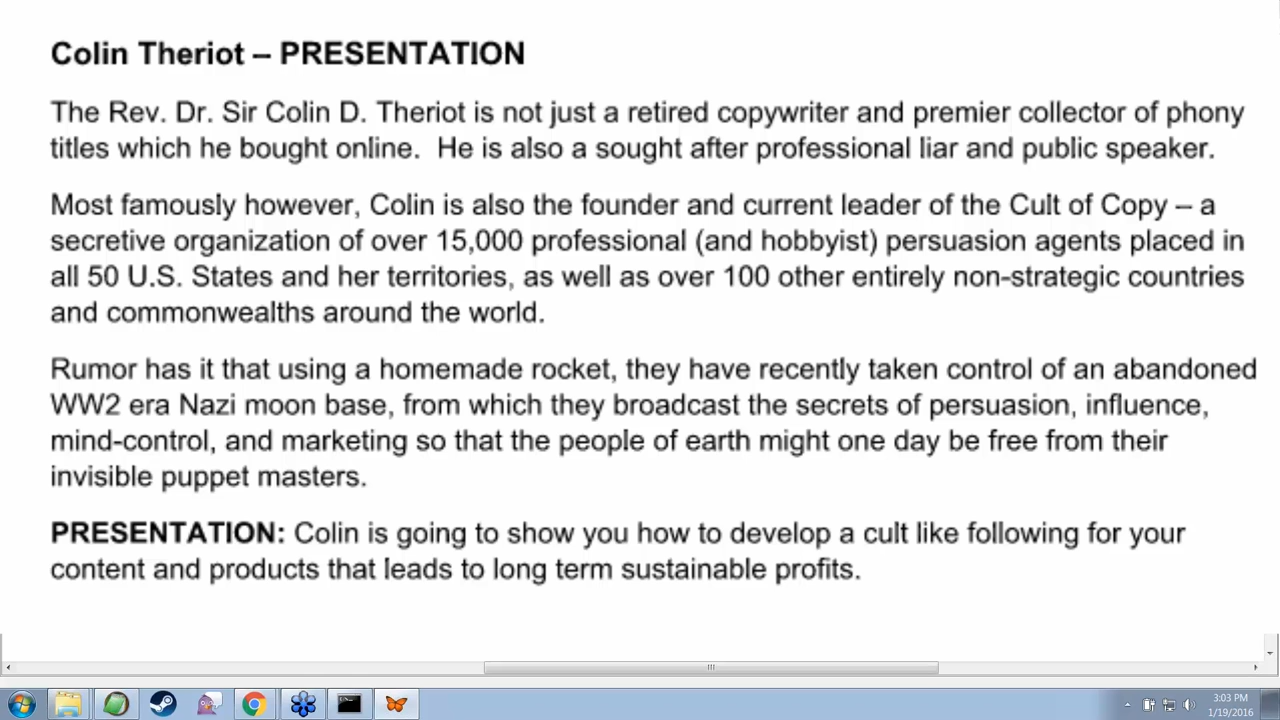 Colin Theriot – PRESENTATION
The Rev. Dr. Sir Colin D. Theriot is not just a retired copywriter and premier collector of phony
titles which he bought online.  He is also a sought after professional liar and public speaker.
Most famously however, Colin is also the founder and current leader of the Cult of Copy – a
secretive organization of over 15,000 professional (and hobbyist) persuasion agents placed in
all 50 U.S. States and her territories, as well as over 100 other entirely non-strategic countries
and commonwealths around the world.
Rumor has it that using a homemade rocket, they have recently taken control of an abandoned
WW2 era Nazi moon base, from which they broadcast the secrets of persuasion, influence,
mind-control, and marketing so that the people of earth might one day be free from their
invisible puppet masters.
PRESENTATION: Colin is going to show you how to develop a cult like following for your
content and products that leads to long term sustainable profits.
3:03 PM
1/19/2016